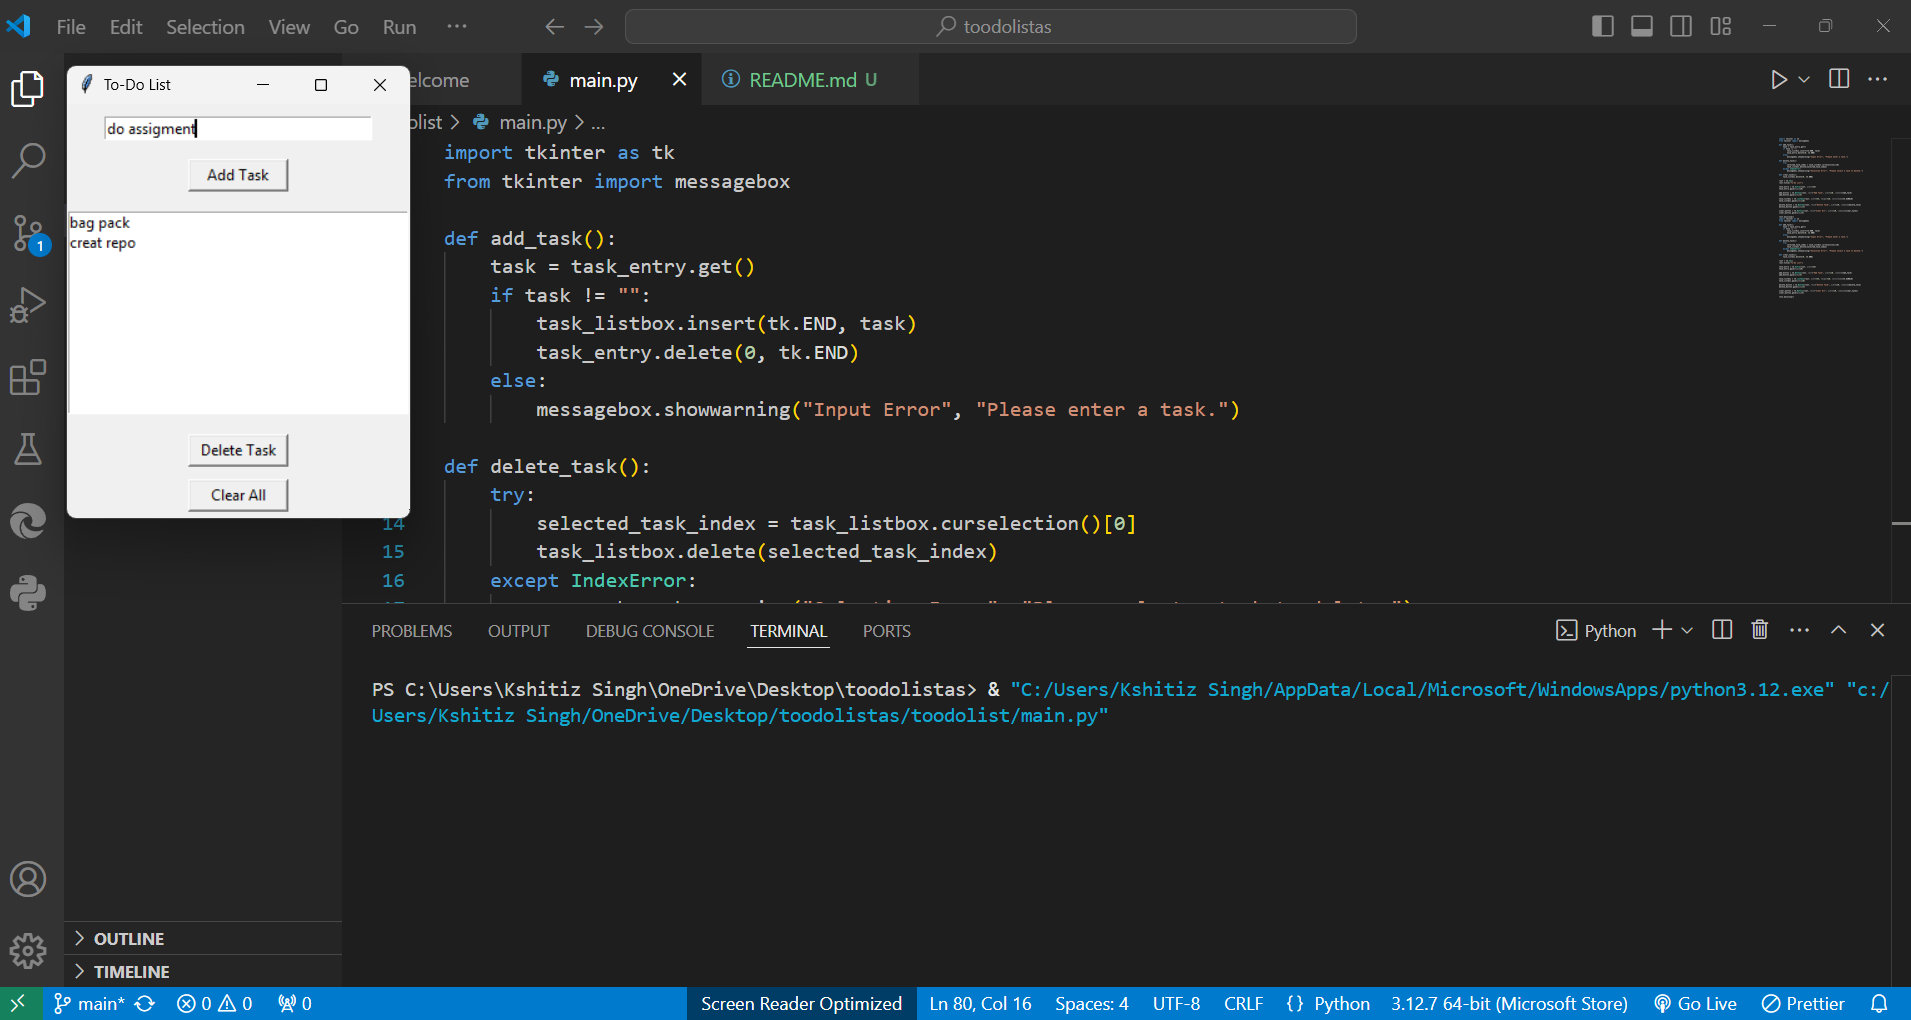 File Edit Selection View Go Run ··· toodolistas
To-Do List
do assigment
Add Task
bag pack
creat repo
Delete Task
Clear All
elcome main.py README.md U
olist > main.py > ...
import tkinter as tk
from tkinter import messagebox
def add_task():
task = task_entry.get()
if task != "":
task_listbox.insert(tk.END, task)
task_entry.delete(0, tk.END)
else:
messagebox.showwarning("Input Error", "Please enter a task.")
def delete_task():
try:
14 selected_task_index = task_listbox.curselection()[0]
15 task_listbox.delete(selected_task_index)
16 except IndexError:
PROBLEMS OUTPUT DEBUG CONSOLE TERMINAL PORTS Python
PS C:\Users\Kshitiz Singh\OneDrive\Desktop\toodolistas> & "C:/Users/Kshitiz Singh/AppData/Local/Microsoft/WindowsApps/python3.12.exe" "c:/
Users/Kshitiz Singh/OneDrive/Desktop/toodolistas/toodolist/main.py"
1
OUTLINE
TIMELINE
main* 0 0 0 Screen Reader Optimized Ln 80, Col 16 Spaces: 4 UTF-8 CRLF {} Python 3.12.7 64-bit (Microsoft Store) Go Live Prettier